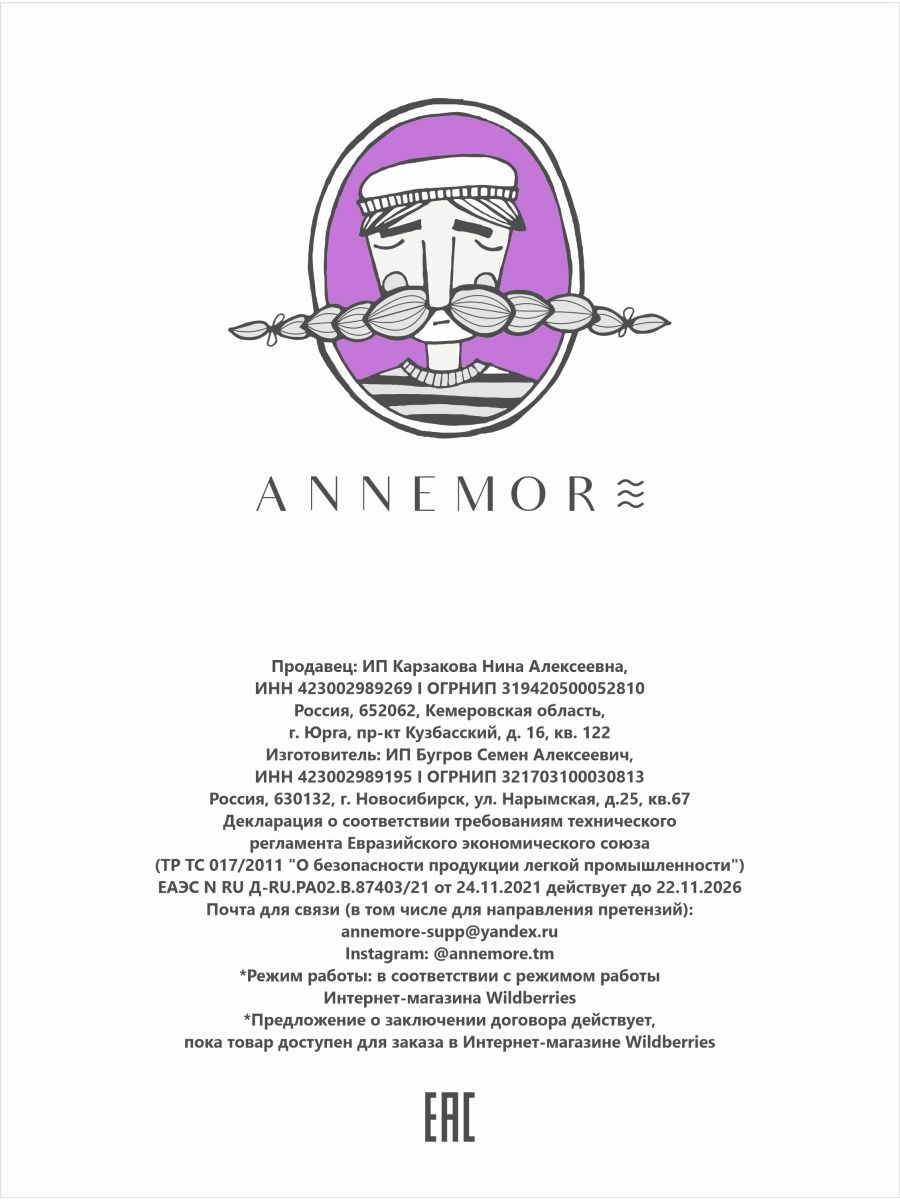 ANNEMOR≋
Продавец: ИП Карзакова Нина Алексеевна,
ИНН 423002989269 I ОГРНИП 319420500052810
Россия, 652062, Кемеровская область,
г. Юрга, пр-кт Кузбасский, д. 16, кв. 122
Изготовитель: ИП Бугров Семен Алексеевич,
ИНН 423002989195 I ОГРНИП 321703100030813
Россия, 630132, г. Новосибирск, ул. Нарымская, д.25, кв.67
Декларация о соответствии требованиям технического
регламента Евразийского экономического союза
(ТР ТС 017/2011 "О безопасности продукции легкой промышленности")
ЕАЭС N RU Д-RU.РА02.В.87403/21 от 24.11.2021 действует до 22.11.2026
Почта для связи (в том числе для направления претензий):
annemore-supp@yandex.ru
Instagram: @annemore.tm
*Режим работы: в соответствии с режимом работы
Интернет-магазина Wildberries
*Предложение о заключении договора действует,
пока товар доступен для заказа в Интернет-магазине Wildberries
EAC